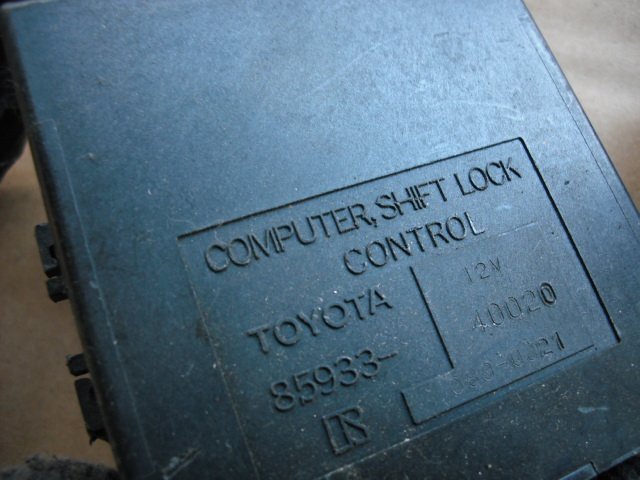 COMPUTER, SHIFT LOCK
CONTROL
TOYOTA
12V
85933-
40020